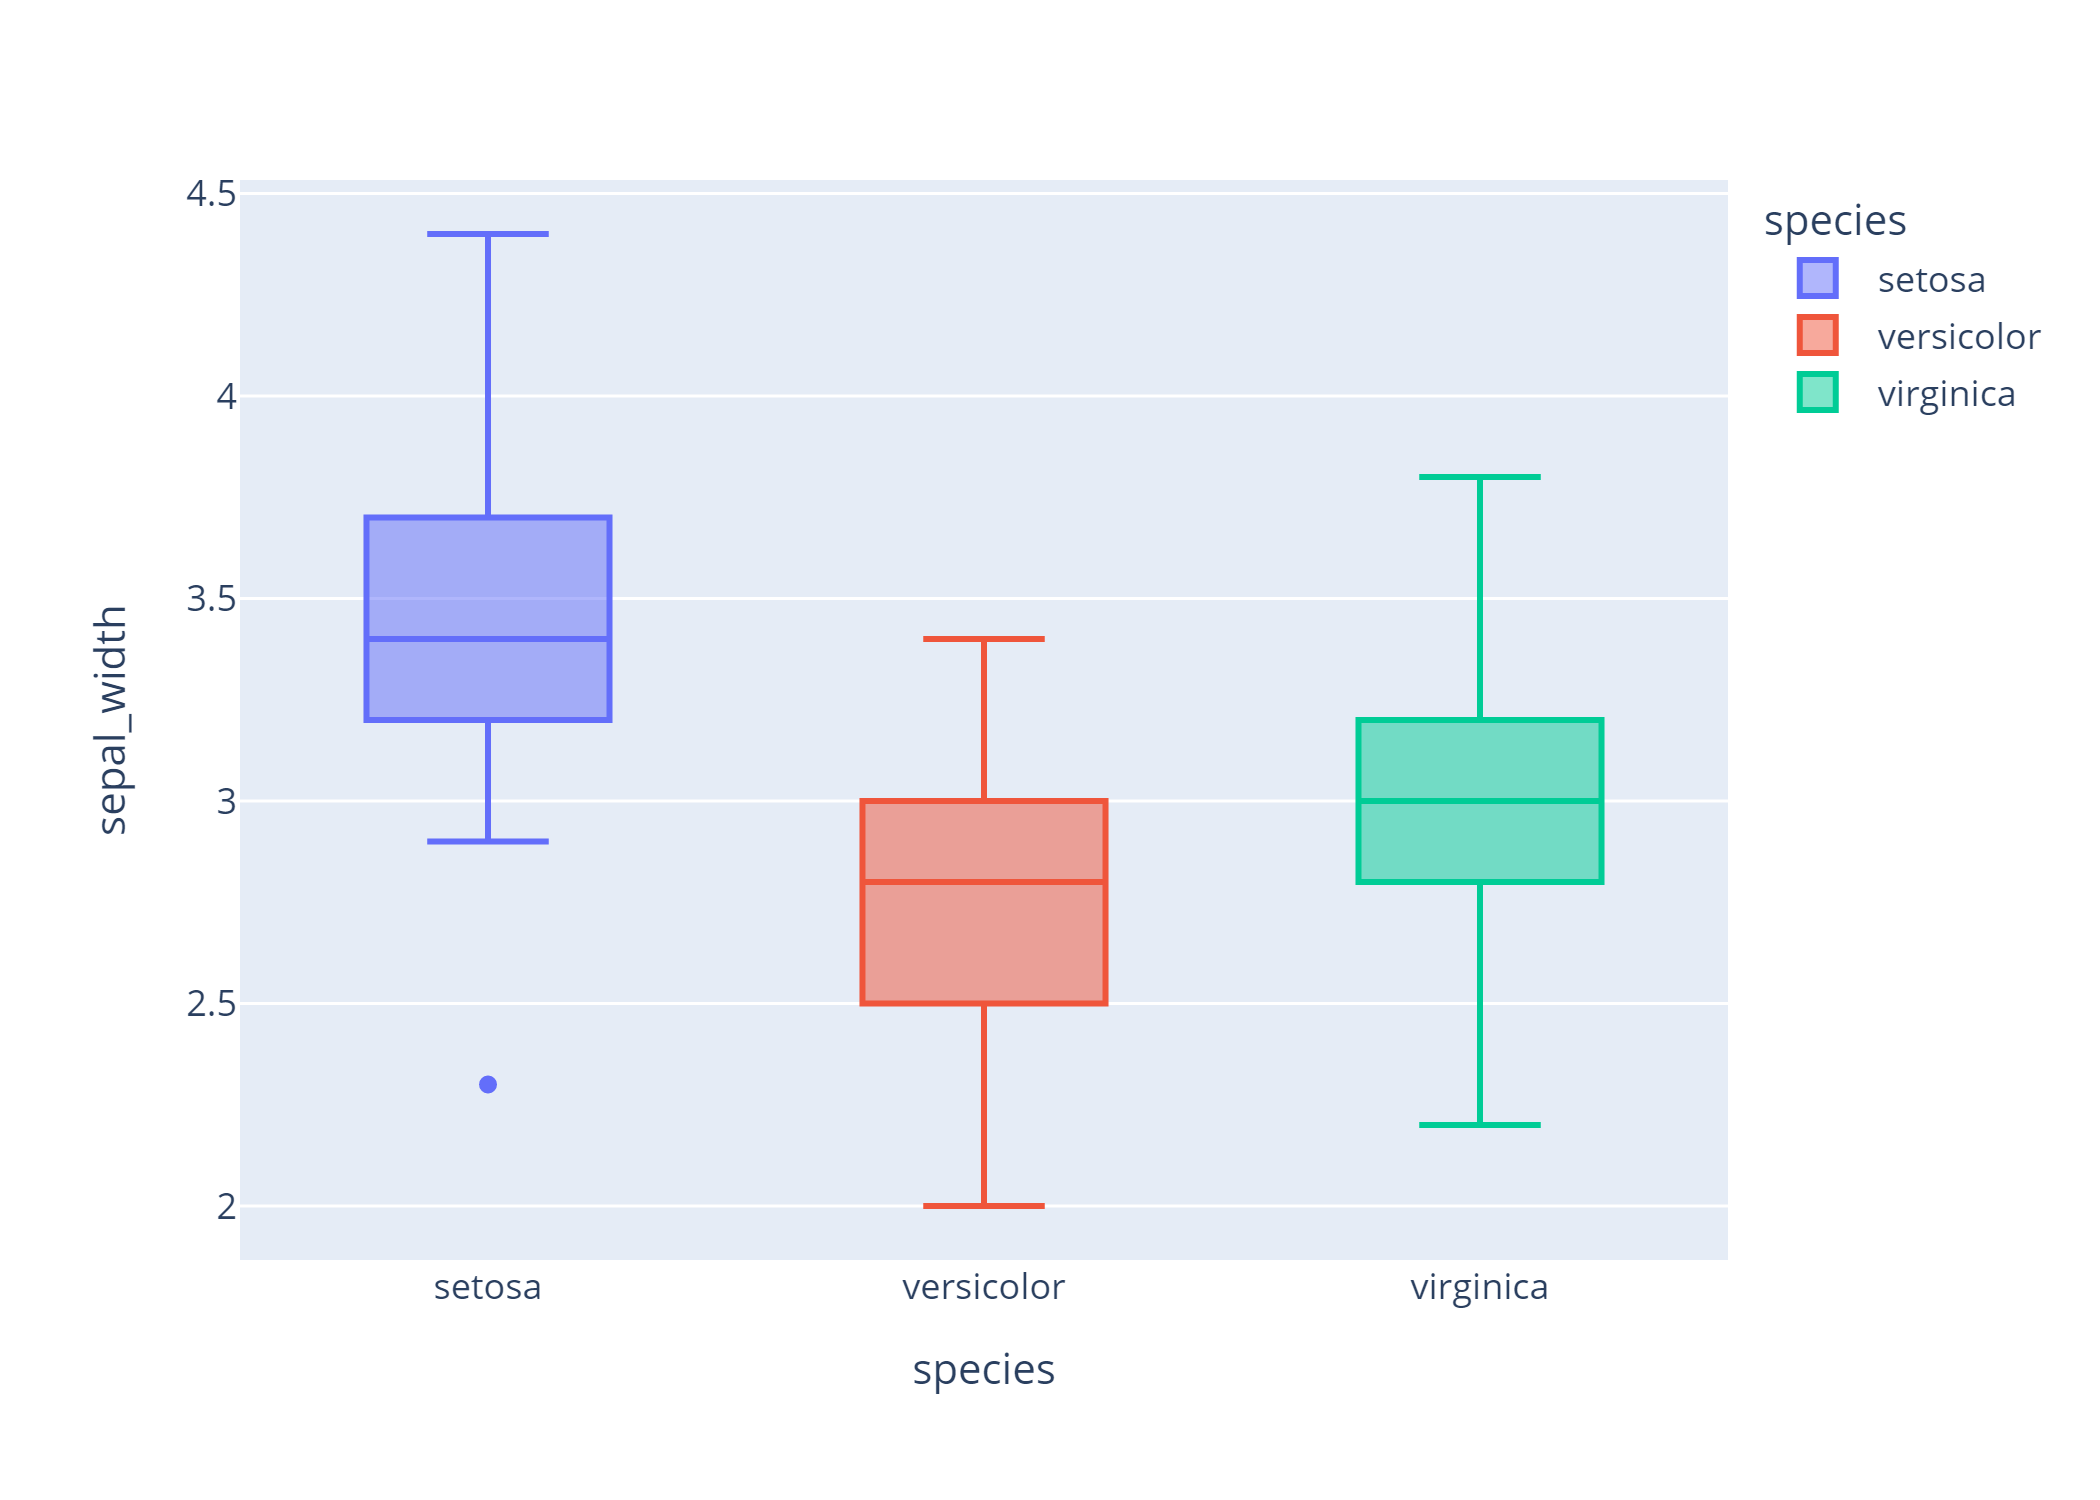 4.5
4
3.5
3
2.5
2
sepal_width
setosa
versicolor
virginica
species
species
setosa
versicolor
virginica